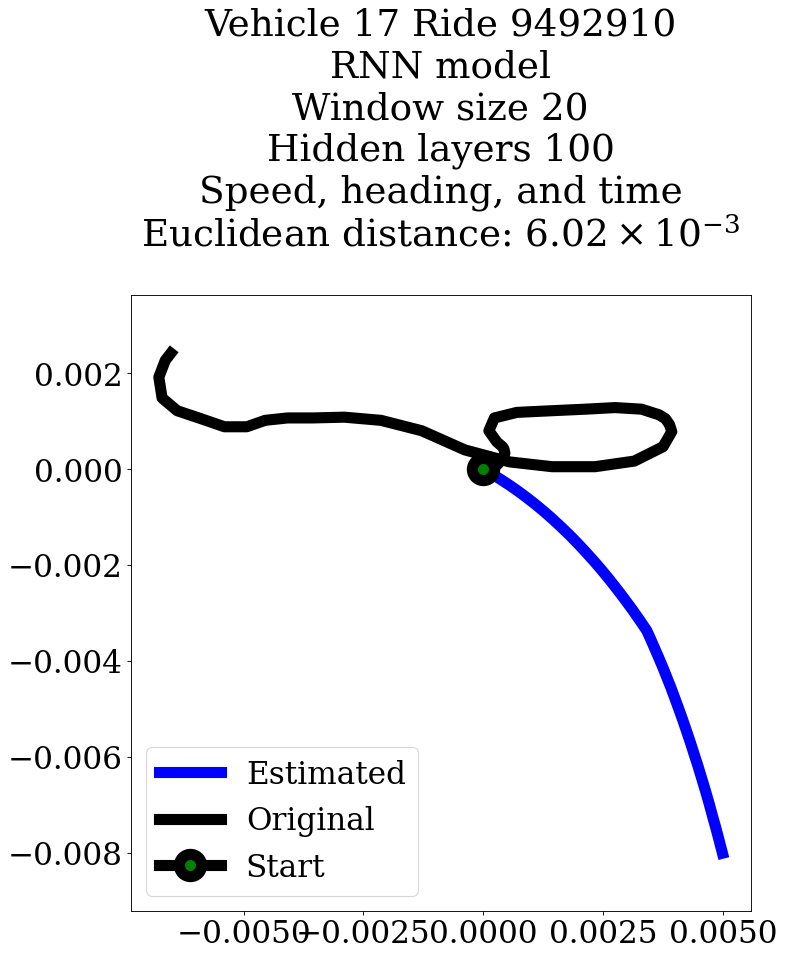 Vehicle 17 Ride 9492910
RNN model
Window size 20
Hidden layers 100
Speed, heading, and time
Euclidean distance: 6.02 × 10⁻³
0.002
0.000
−0.002
−0.004
−0.006
−0.008
Estimated
Original
Start
−0.0050 −0.0025 0.0000 0.0025 0.0050